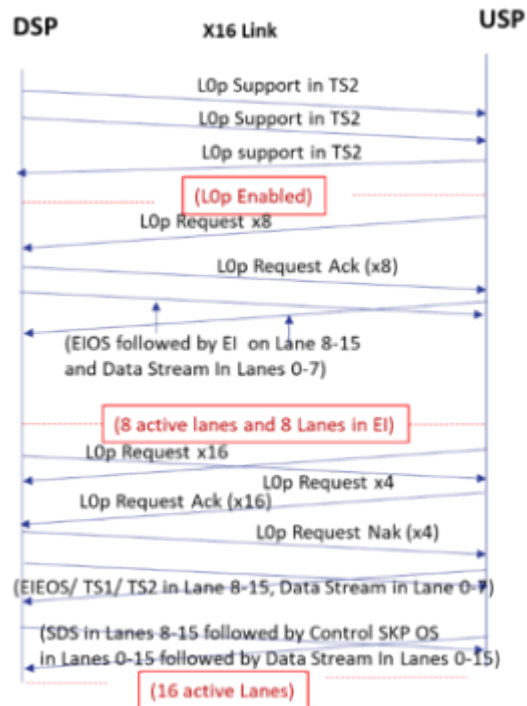 DSP
X16 Link
USP
L0p Support in TS2
L0p Support in TS2
L0p support in TS2
(L0p Enabled)
L0p Request x8
L0p Request Ack (x8)
(EIOS followed by EI on Lane 8-15
and Data Stream In Lanes 0-7)
(8 active lanes and 8 Lanes in EI)
L0p Request x16
L0p Request x4
L0p Request Ack (x16)
L0p Request Nak (x4)
(EIEOS/ TS1/ TS2 in Lane 8-15, Data Stream in Lane 0-7)
(SDS in Lanes 8-15 followed by Control SKP OS
in Lanes 0-15 followed by Data Stream In Lanes 0-15)
(16 active Lanes)